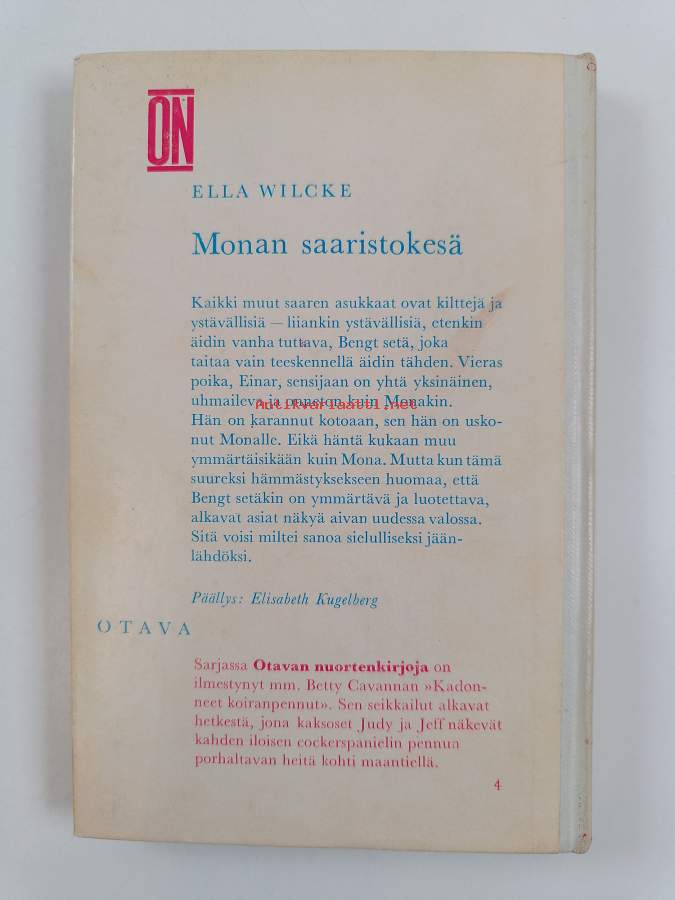 ON
ELLA WILCKE
Monan saaristokesä
Kaikki muut saaren asukkaat ovat kilttejä ja
ystävällisiä — liiankin ystävällisiä, etenkin
äidin vanha tuttava, Bengt setä, joka
taitaa vain teeskennellä äidin tähden. Vieras
poika, Einar, sensijaan on yhtä yksinäinen,
uhmaileva ja onneton kuin Monakin.
Antikvariaatti.net
Hän on karannut kotoaan, sen hän on usko-
nut Monalle. Eikä häntä kukaan muu
ymmärtäisikään kuin Mona. Mutta kun tämä
suureksi hämmästyksekseen huomaa, että
Bengt setäkin on ymmärtävä ja luotettava,
alkavat asiat näkyä aivan uudessa valossa.
Sitä voisi miltei sanoa sielulliseksi jään-
lähdöksi.
Päällys: Elisabeth Kugelberg
OTAVA
Sarjassa Otavan nuortenkirjoja on
ilmestynyt mm. Betty Cavannan »Kadon-
neet koiranpennut». Sen seikkailut alkavat
hetkestä, jona kaksoset Judy ja Jeff näkevät
kahden iloisen cockerspanielin pennun
porhaltavan heitä kohti maantiellä.
4